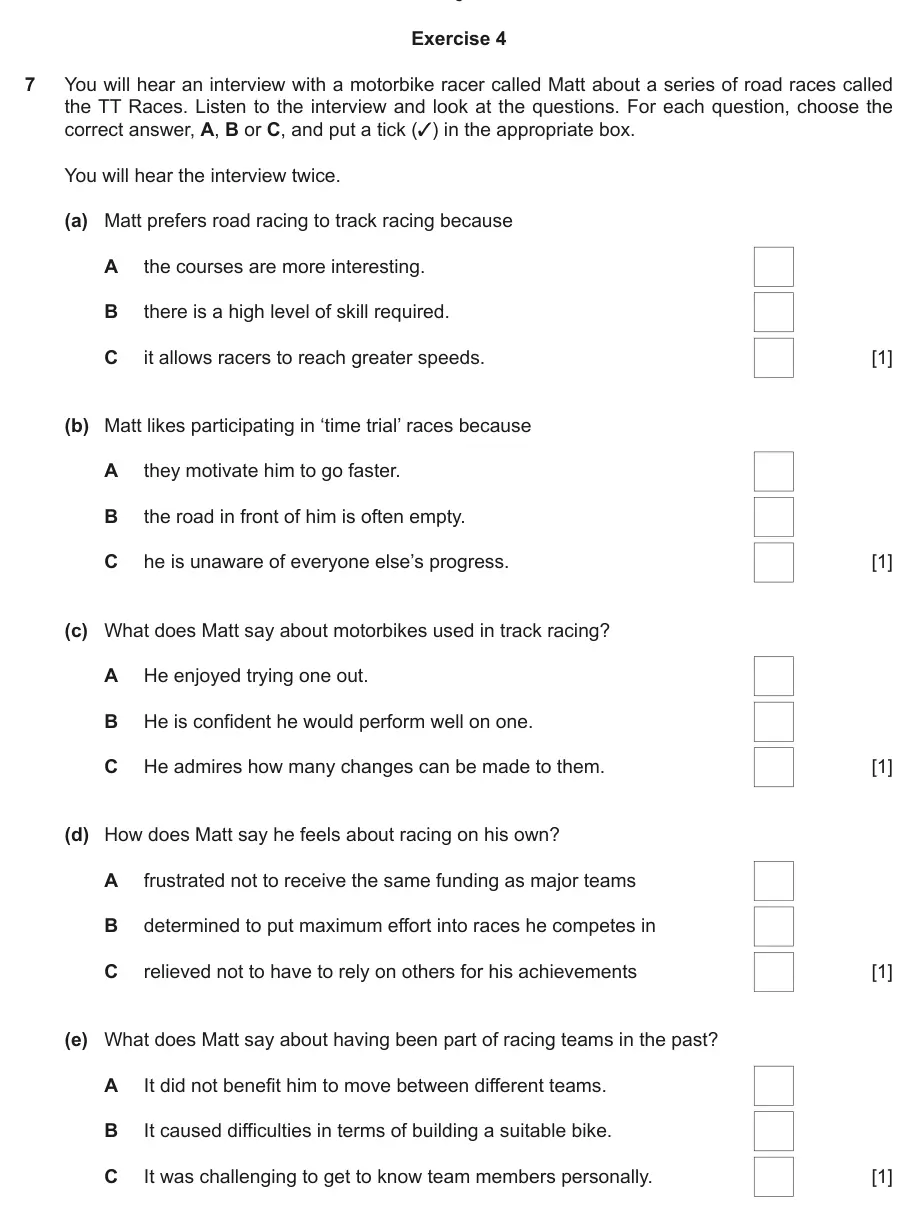 Exercise 4
7 You will hear an interview with a motorbike racer called Matt about a series of road races called
the TT Races. Listen to the interview and look at the questions. For each question, choose the
correct answer, A, B or C, and put a tick (✓) in the appropriate box.
You will hear the interview twice.
(a) Matt prefers road racing to track racing because
A the courses are more interesting.
B there is a high level of skill required.
C it allows racers to reach greater speeds. [1]
(b) Matt likes participating in ‘time trial’ races because
A they motivate him to go faster.
B the road in front of him is often empty.
C he is unaware of everyone else’s progress. [1]
(c) What does Matt say about motorbikes used in track racing?
A He enjoyed trying one out.
B He is confident he would perform well on one.
C He admires how many changes can be made to them. [1]
(d) How does Matt say he feels about racing on his own?
A frustrated not to receive the same funding as major teams
B determined to put maximum effort into races he competes in
C relieved not to have to rely on others for his achievements [1]
(e) What does Matt say about having been part of racing teams in the past?
A It did not benefit him to move between different teams.
B It caused difficulties in terms of building a suitable bike.
C It was challenging to get to know team members personally. [1]